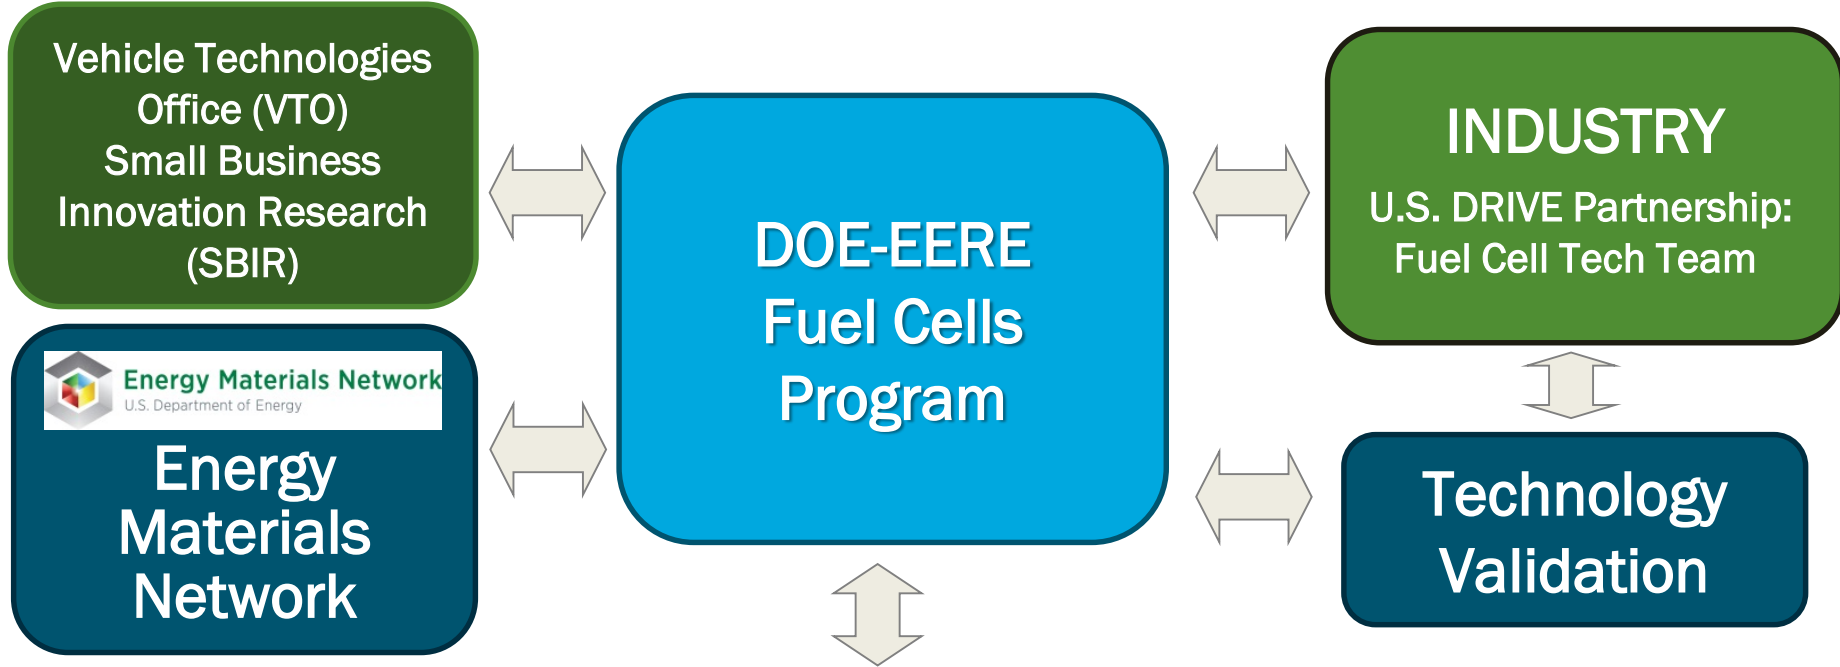 Vehicle Technologies
Office (VTO)
Small Business
Innovation Research
(SBIR)
Energy Materials Network
U.S. Department of Energy
Energy
Materials
Network
DOE-EERE
Fuel Cells
Program
INDUSTRY
U.S. DRIVE Partnership:
Fuel Cell Tech Team
Technology
Validation